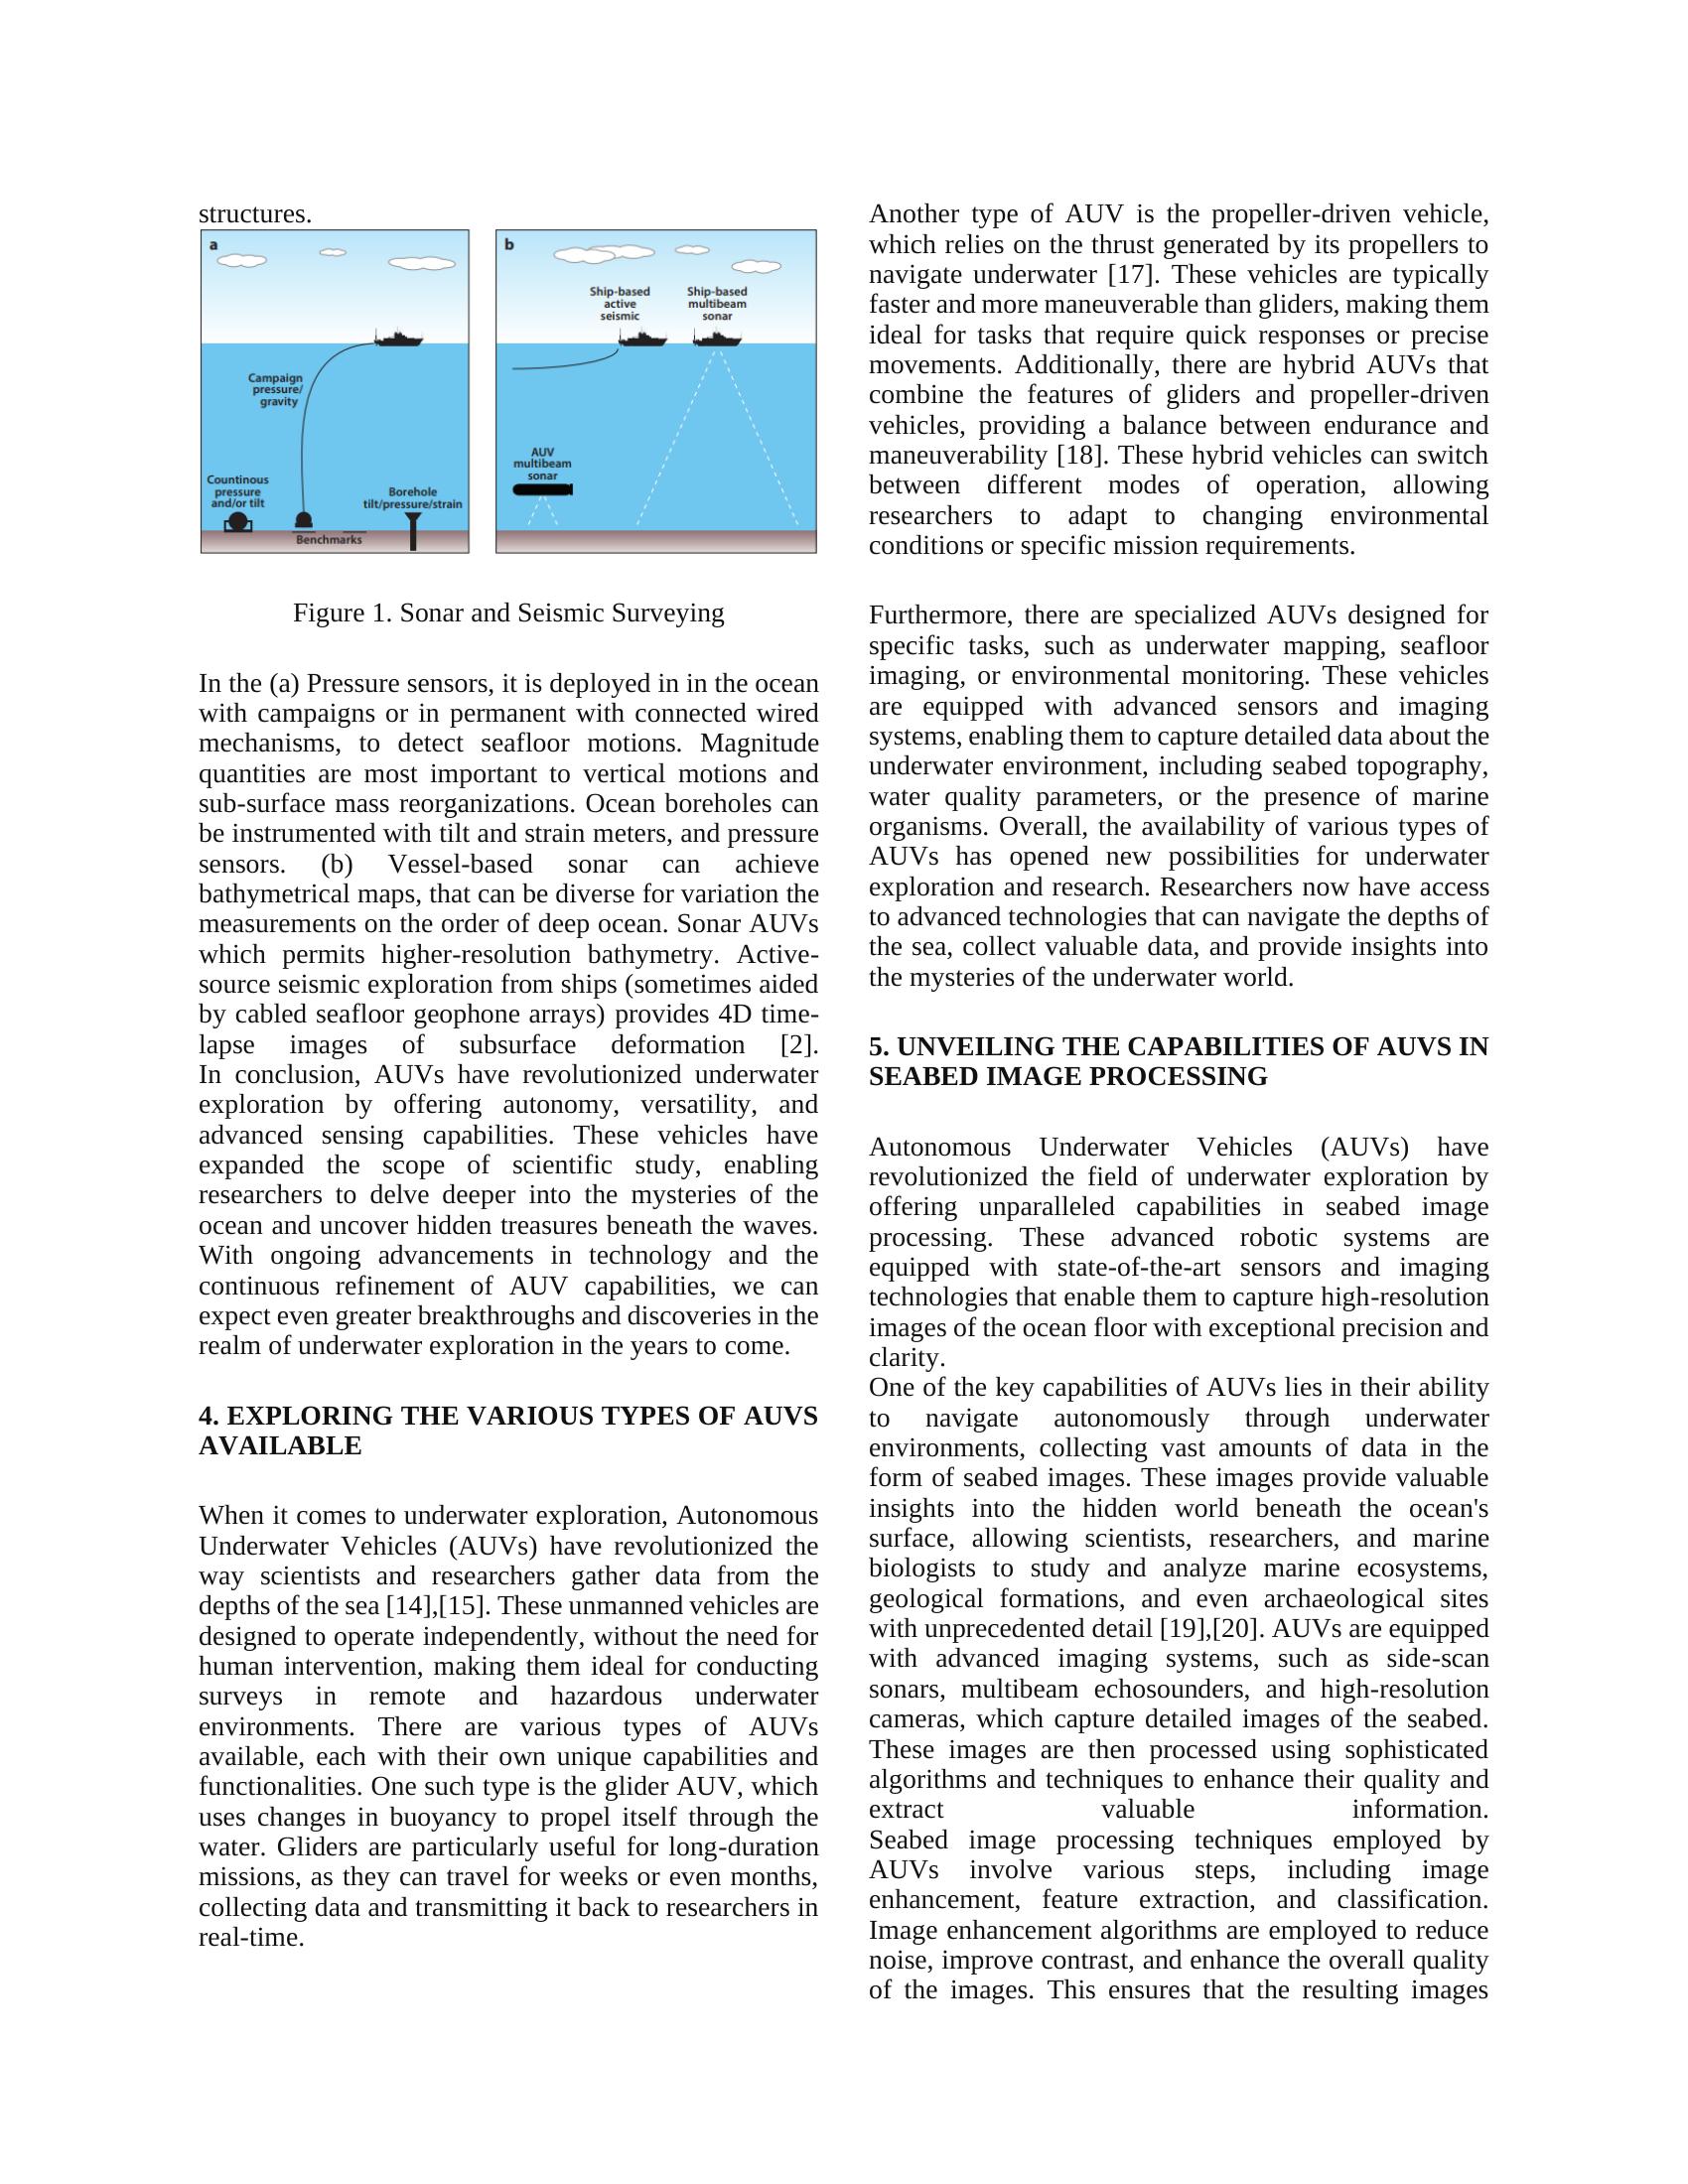 structures.
a
Campaign
pressure/
gravity
Countinous
pressure
and/or tilt
Borehole
tilt/pressure/strain
Benchmarks
b
Ship-based
active
seismic
Ship-based
multibeam
sonar
AUV
multibeam
sonar
Figure 1. Sonar and Seismic Surveying
In the (a) Pressure sensors, it is deployed in in the ocean
with campaigns or in permanent with connected wired
mechanisms, to detect seafloor motions. Magnitude
quantities are most important to vertical motions and
sub-surface mass reorganizations. Ocean boreholes can
be instrumented with tilt and strain meters, and pressure
sensors. (b) Vessel-based sonar can achieve
bathymetrical maps, that can be diverse for variation the
measurements on the order of deep ocean. Sonar AUVs
which permits higher-resolution bathymetry. Active-
source seismic exploration from ships (sometimes aided
by cabled seafloor geophone arrays) provides 4D time-
lapse images of subsurface deformation [2].
In conclusion, AUVs have revolutionized underwater
exploration by offering autonomy, versatility, and
advanced sensing capabilities. These vehicles have
expanded the scope of scientific study, enabling
researchers to delve deeper into the mysteries of the
ocean and uncover hidden treasures beneath the waves.
With ongoing advancements in technology and the
continuous refinement of AUV capabilities, we can
expect even greater breakthroughs and discoveries in the
realm of underwater exploration in the years to come.
4. EXPLORING THE VARIOUS TYPES OF AUVS
AVAILABLE
When it comes to underwater exploration, Autonomous
Underwater Vehicles (AUVs) have revolutionized the
way scientists and researchers gather data from the
depths of the sea [14],[15]. These unmanned vehicles are
designed to operate independently, without the need for
human intervention, making them ideal for conducting
surveys in remote and hazardous underwater
environments. There are various types of AUVs
available, each with their own unique capabilities and
functionalities. One such type is the glider AUV, which
uses changes in buoyancy to propel itself through the
water. Gliders are particularly useful for long-duration
missions, as they can travel for weeks or even months,
collecting data and transmitting it back to researchers in
real-time.
Another type of AUV is the propeller-driven vehicle,
which relies on the thrust generated by its propellers to
navigate underwater [17]. These vehicles are typically
faster and more maneuverable than gliders, making them
ideal for tasks that require quick responses or precise
movements. Additionally, there are hybrid AUVs that
combine the features of gliders and propeller-driven
vehicles, providing a balance between endurance and
maneuverability [18]. These hybrid vehicles can switch
between different modes of operation, allowing
researchers to adapt to changing environmental
conditions or specific mission requirements.
Furthermore, there are specialized AUVs designed for
specific tasks, such as underwater mapping, seafloor
imaging, or environmental monitoring. These vehicles
are equipped with advanced sensors and imaging
systems, enabling them to capture detailed data about the
underwater environment, including seabed topography,
water quality parameters, or the presence of marine
organisms. Overall, the availability of various types of
AUVs has opened new possibilities for underwater
exploration and research. Researchers now have access
to advanced technologies that can navigate the depths of
the sea, collect valuable data, and provide insights into
the mysteries of the underwater world.
5. UNVEILING THE CAPABILITIES OF AUVS IN
SEABED IMAGE PROCESSING
Autonomous Underwater Vehicles (AUVs) have
revolutionized the field of underwater exploration by
offering unparalleled capabilities in seabed image
processing. These advanced robotic systems are
equipped with state-of-the-art sensors and imaging
technologies that enable them to capture high-resolution
images of the ocean floor with exceptional precision and
clarity.
One of the key capabilities of AUVs lies in their ability
to navigate autonomously through underwater
environments, collecting vast amounts of data in the
form of seabed images. These images provide valuable
insights into the hidden world beneath the ocean's
surface, allowing scientists, researchers, and marine
biologists to study and analyze marine ecosystems,
geological formations, and even archaeological sites
with unprecedented detail [19],[20]. AUVs are equipped
with advanced imaging systems, such as side-scan
sonars, multibeam echosounders, and high-resolution
cameras, which capture detailed images of the seabed.
These images are then processed using sophisticated
algorithms and techniques to enhance their quality and
extract valuable information.
Seabed image processing techniques employed by
AUVs involve various steps, including image
enhancement, feature extraction, and classification.
Image enhancement algorithms are employed to reduce
noise, improve contrast, and enhance the overall quality
of the images. This ensures that the resulting images